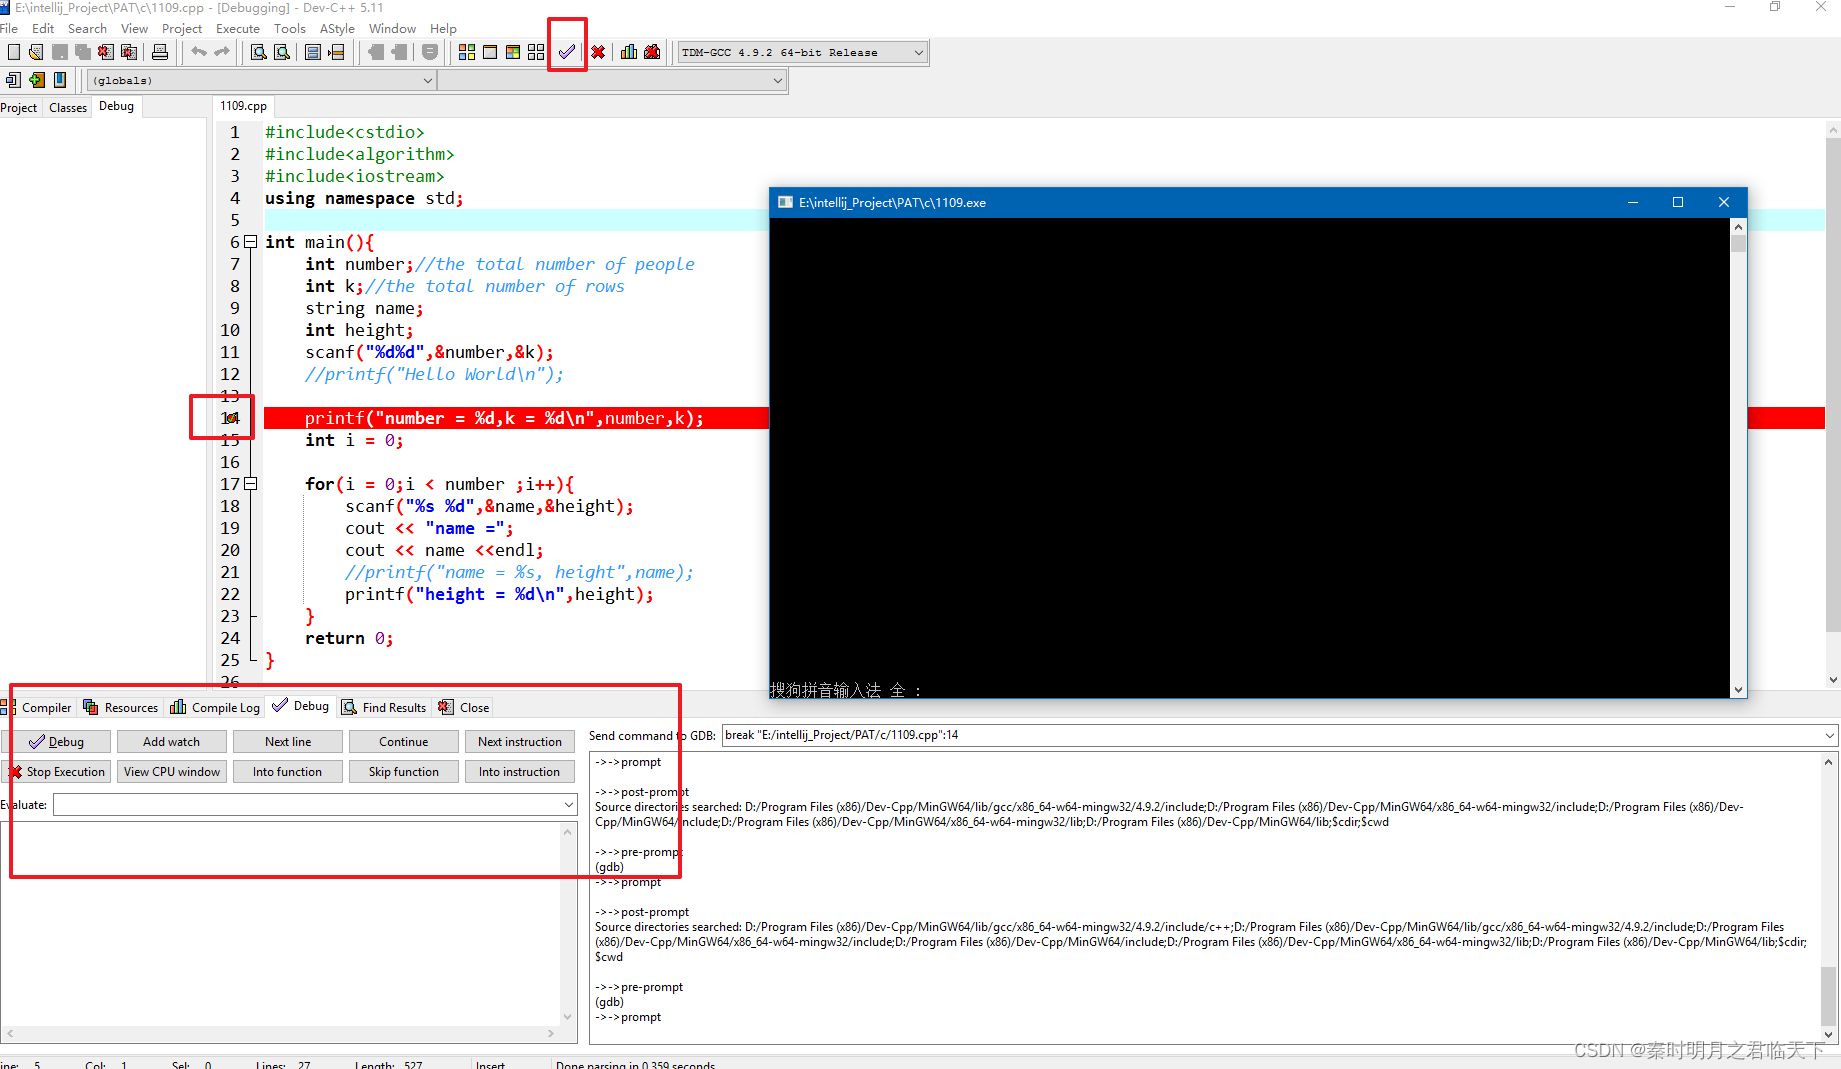 E:\intellij_Project\PAT\c\1109.cpp - [Debugging] - Dev-C++ 5.11
File Edit Search View Project Execute Tools AStyle Window Help
TDM-GCC 4.9.2 64-bit Release
(globals)
Project Classes Debug
1109.cpp
1 #include<cstdio>
2 #include<algorithm>
3 #include<iostream>
4 using namespace std;
5
6 int main(){
7 int number;//the total number of people
8 int k;//the total number of rows
9 string name;
10 int height;
11 scanf("%d%d",&number,&k);
12 //printf("Hello World\n");
13
14 printf("number = %d,k = %d\n",number,k);
15 int i = 0;
16
17 for(i = 0;i < number ;i++){
18 scanf("%s %d",&name,&height);
19 cout << "name =";
20 cout << name <<endl;
21 //printf("name = %s, height",name);
22 printf("height = %d\n",height);
23 }
24 return 0;
25 }
26
E:\intellij_Project\PAT\c\1109.exe
搜狗拼音输入法 全 :
Compiler Resources Compile Log Debug Find Results Close
Debug Add watch Next line Continue Next instruction
Stop Execution View CPU window Into function Skip function Into instruction
Evaluate:
Send command to GDB: break "E:/intellij_Project/PAT/c/1109.cpp":14
->->prompt
->->post-prompt
Source directories searched: D:/Program Files (x86)/Dev-Cpp/MinGW64/lib/gcc/x86_64-w64-mingw32/4.9.2/include;D:/Program Files (x86)/Dev-Cpp/MinGW64/x86_64-w64-mingw32/include;D:/Program Files (x86)/Dev-
Cpp/MinGW64/include;D:/Program Files (x86)/Dev-Cpp/MinGW64/x86_64-w64-mingw32/lib;D:/Program Files (x86)/Dev-Cpp/MinGW64/lib;$cdir;$cwd
->->pre-prompt
(gdb)
->->prompt
->->post-prompt
Source directories searched: D:/Program Files (x86)/Dev-Cpp/MinGW64/lib/gcc/x86_64-w64-mingw32/4.9.2/include/c++;D:/Program Files (x86)/Dev-Cpp/MinGW64/lib/gcc/x86_64-w64-mingw32/4.9.2/include;D:/Program Files
(x86)/Dev-Cpp/MinGW64/x86_64-w64-mingw32/include;D:/Program Files (x86)/Dev-Cpp/MinGW64/include;D:/Program Files (x86)/Dev-Cpp/MinGW64/x86_64-w64-mingw32/lib;D:/Program Files (x86)/Dev-Cpp/MinGW64/lib;$cdir;
$cwd
->->pre-prompt
(gdb)
->->prompt
ine: 5 Col: 1 Sel: 0 Lines: 27 Length: 527 Insert Done parsing in 0.359 seconds
CSDN @秦时明月之君临天下